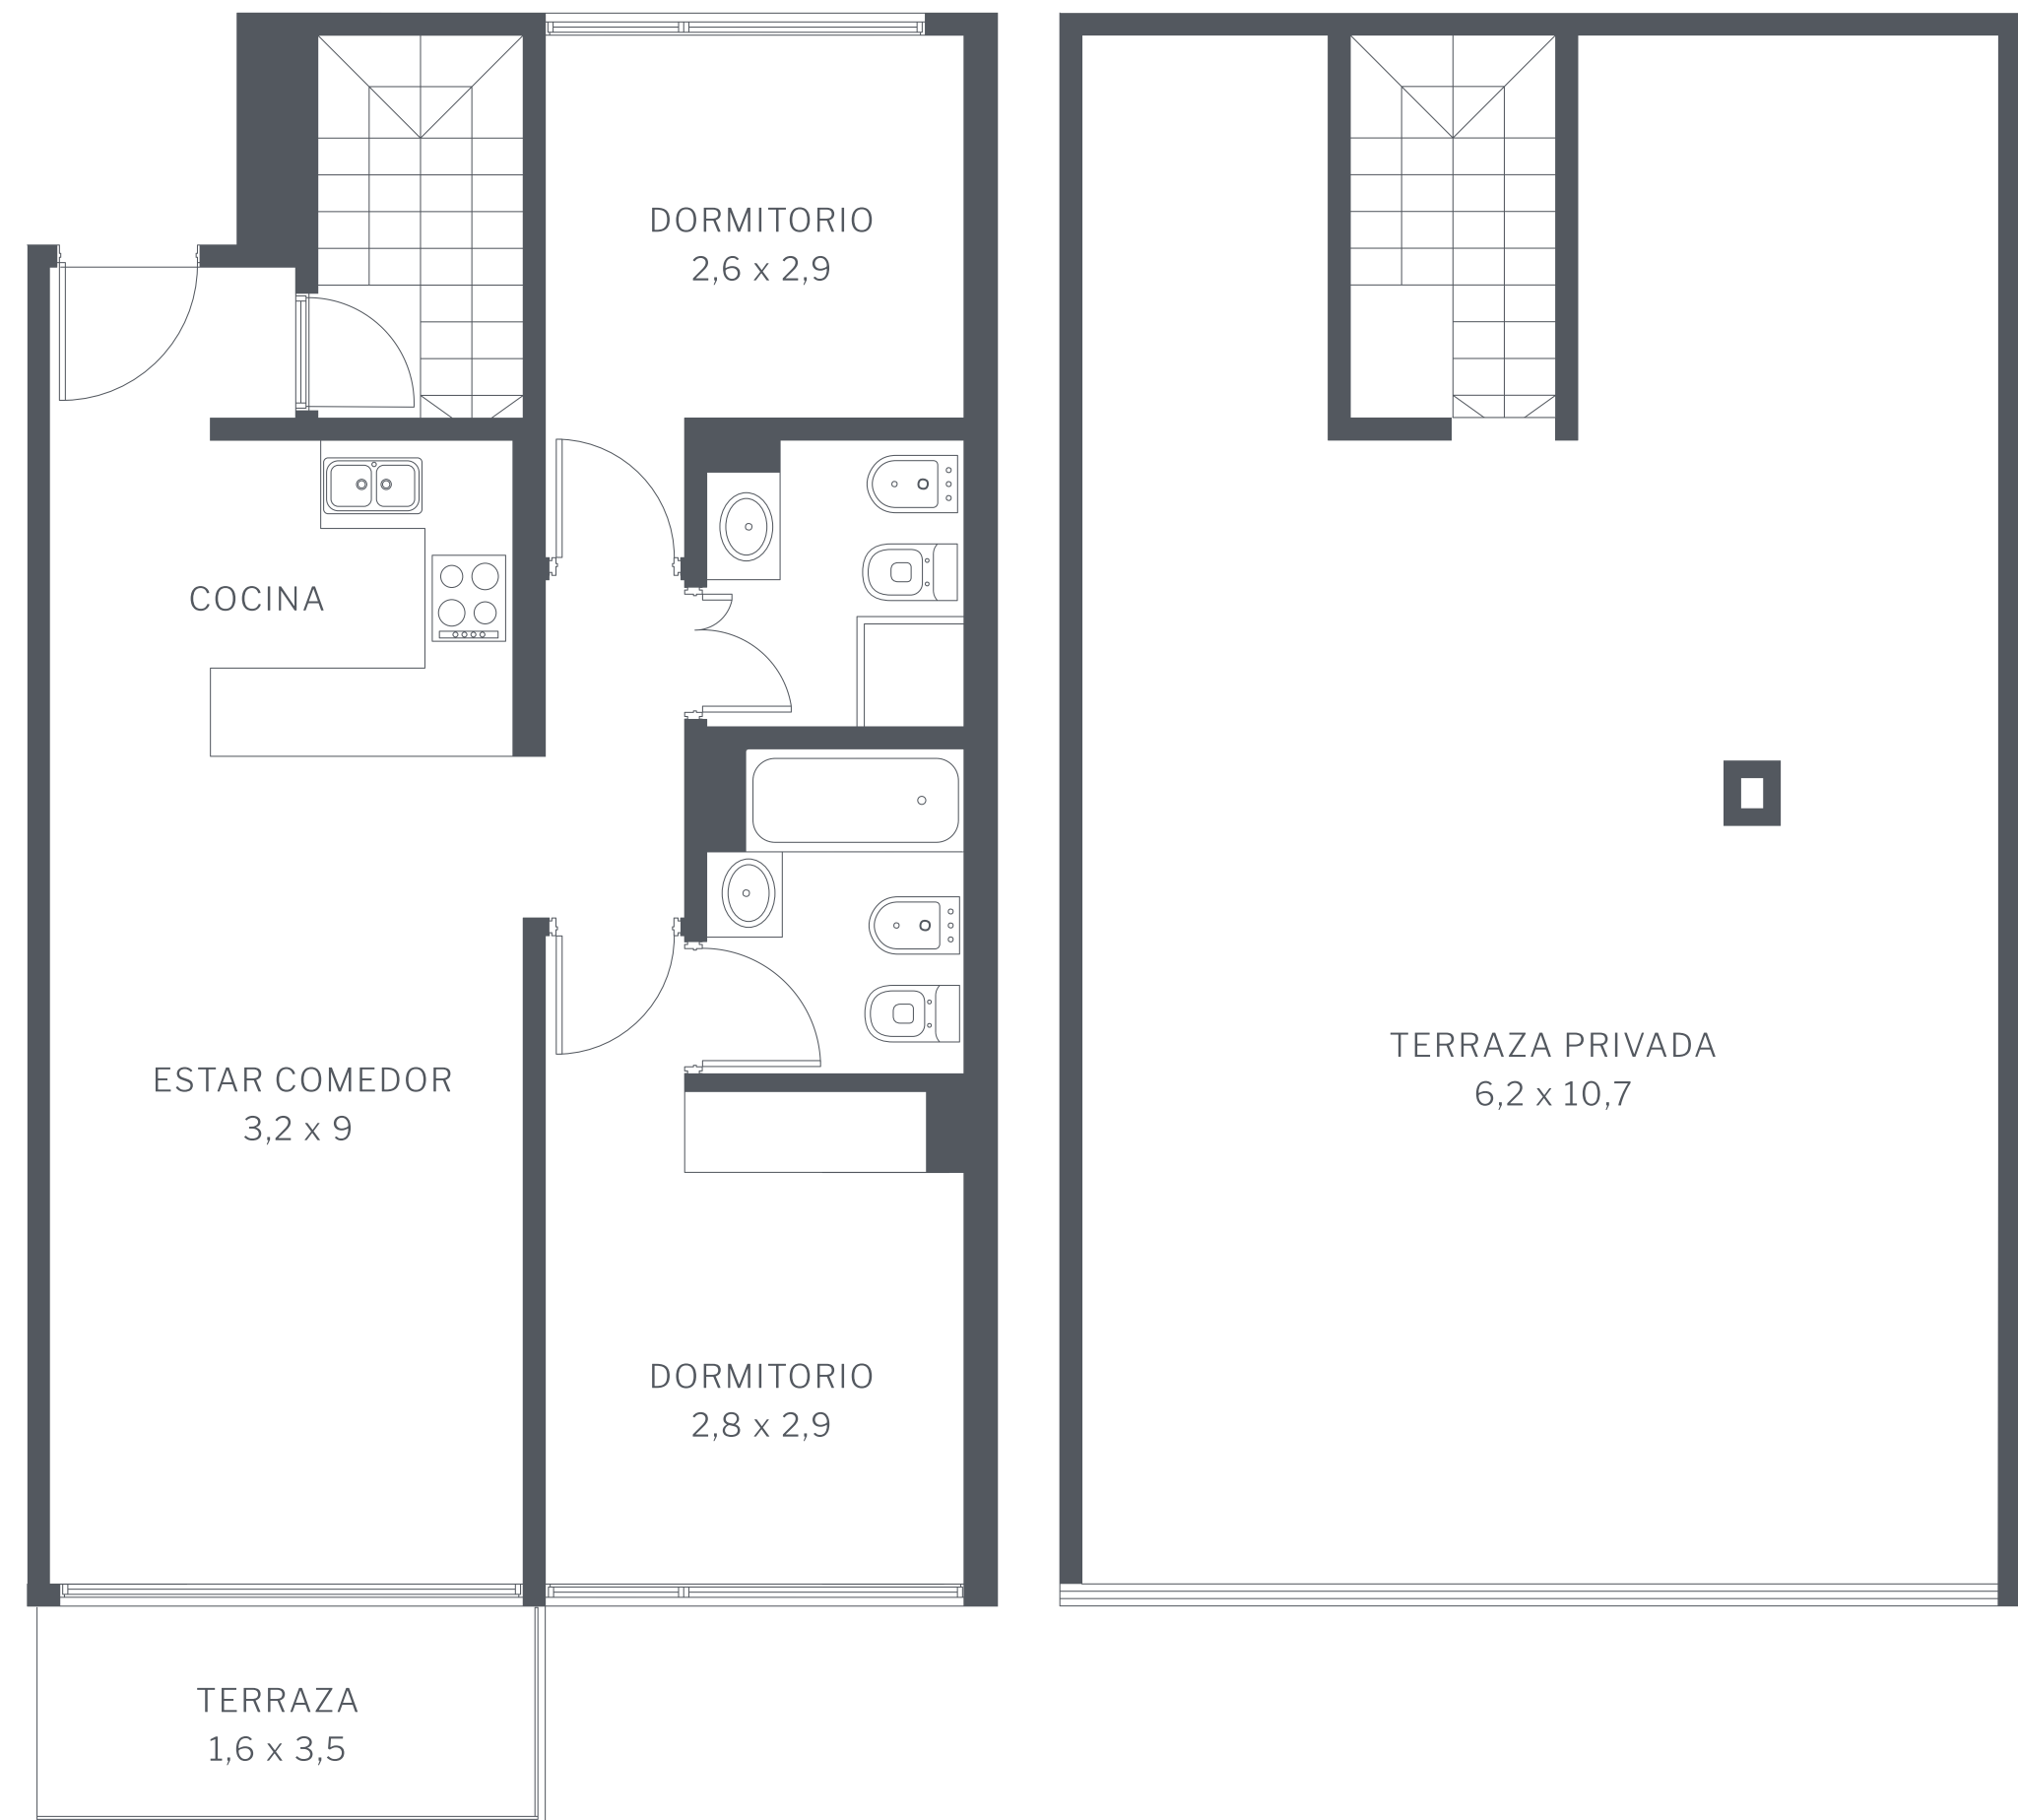 DORMITORIO
2,6 x 2,9
COCINA
ESTAR COMEDOR
3,2 x 9
DORMITORIO
2,8 x 2,9
TERRAZA
1,6 x 3,5
TERRAZA PRIVADA
6,2 x 10,7